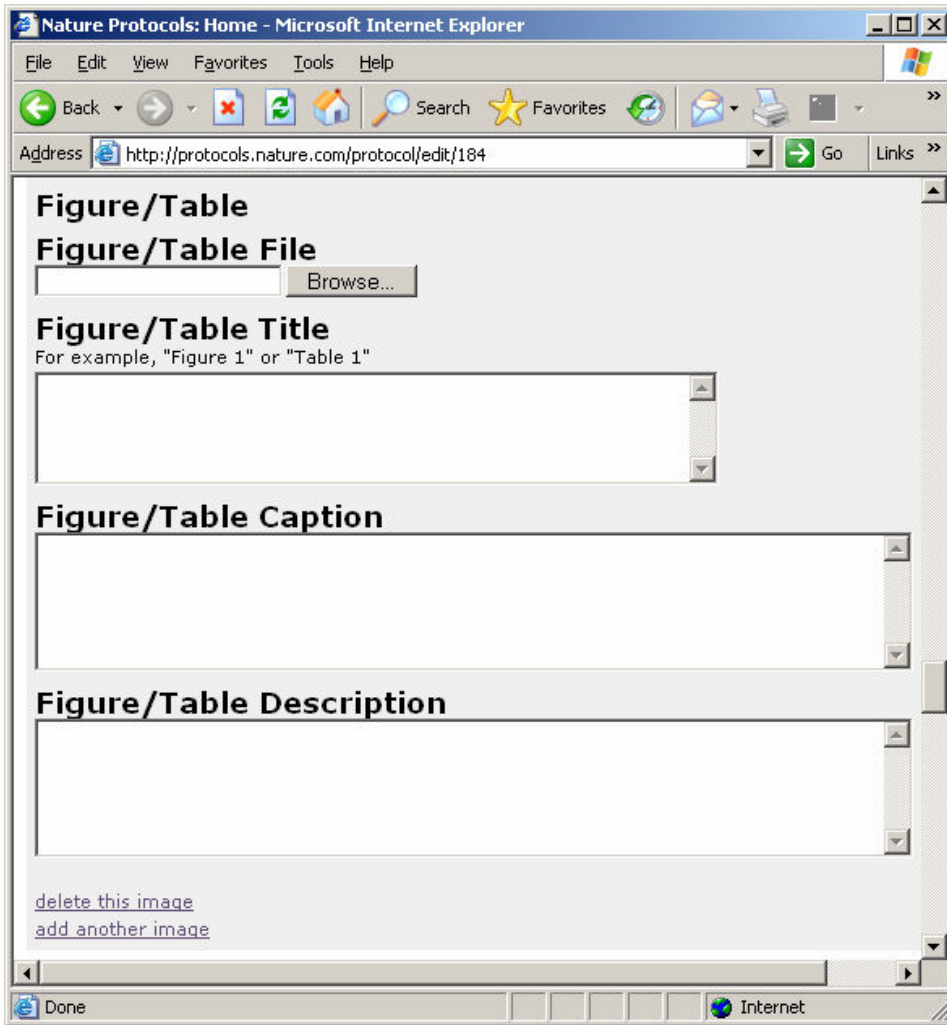 Nature Protocols: Home - Microsoft Internet Explorer
File Edit View Favorites Tools Help
Back Search Favorites »
Address http://protocols.nature.com/protocol/edit/184 Go Links »
Figure/Table
Figure/Table File
Browse...
Figure/Table Title
For example, "Figure 1" or "Table 1"
Figure/Table Caption
Figure/Table Description
delete this image
add another image
Done Internet